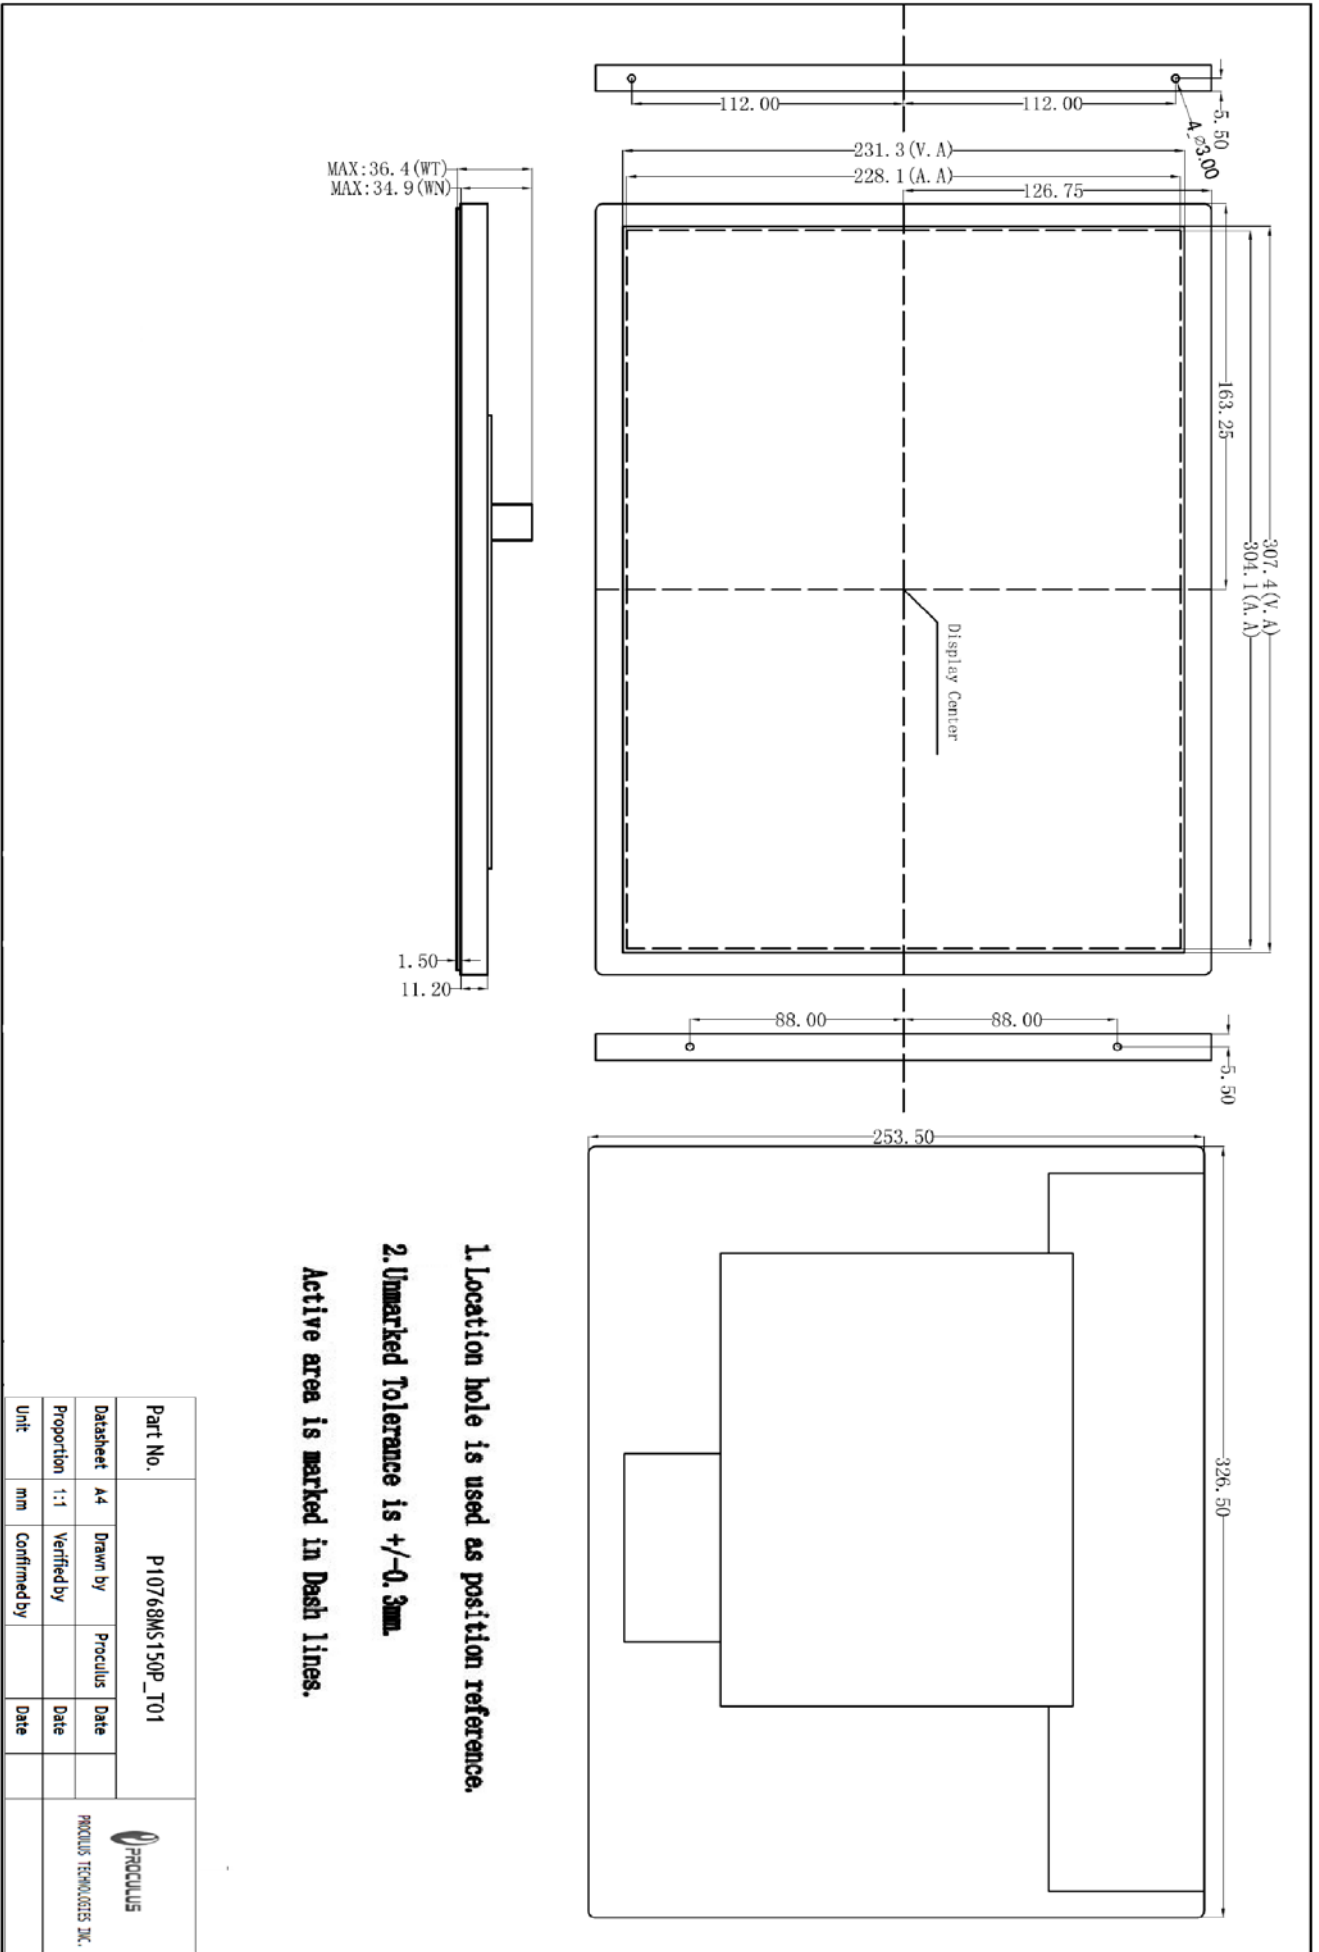 307.4(V.A)
304.1(A.A)
163.25
5.50
4_ø3.00
112.00
112.00
231.3(V.A)
228.1(A.A)
126.75
Display Center
88.00
88.00
5.50
326.50
253.50
MAX:36.4(WT)
MAX:34.9(WN)
1.50
11.20
1.Location hole is used as position reference.
2.Unmarked Tolerance is +/-0.3mm.
Active area is marked in Dash lines.
Part No. P10768MS150P_T01
Datasheet A4 Drawn by Proculus Date
Proportion 1:1 Verified by Date
Unit mm Confirmed by Date
PROCULUS
PROCULUS TECHNOLOGIES INC.